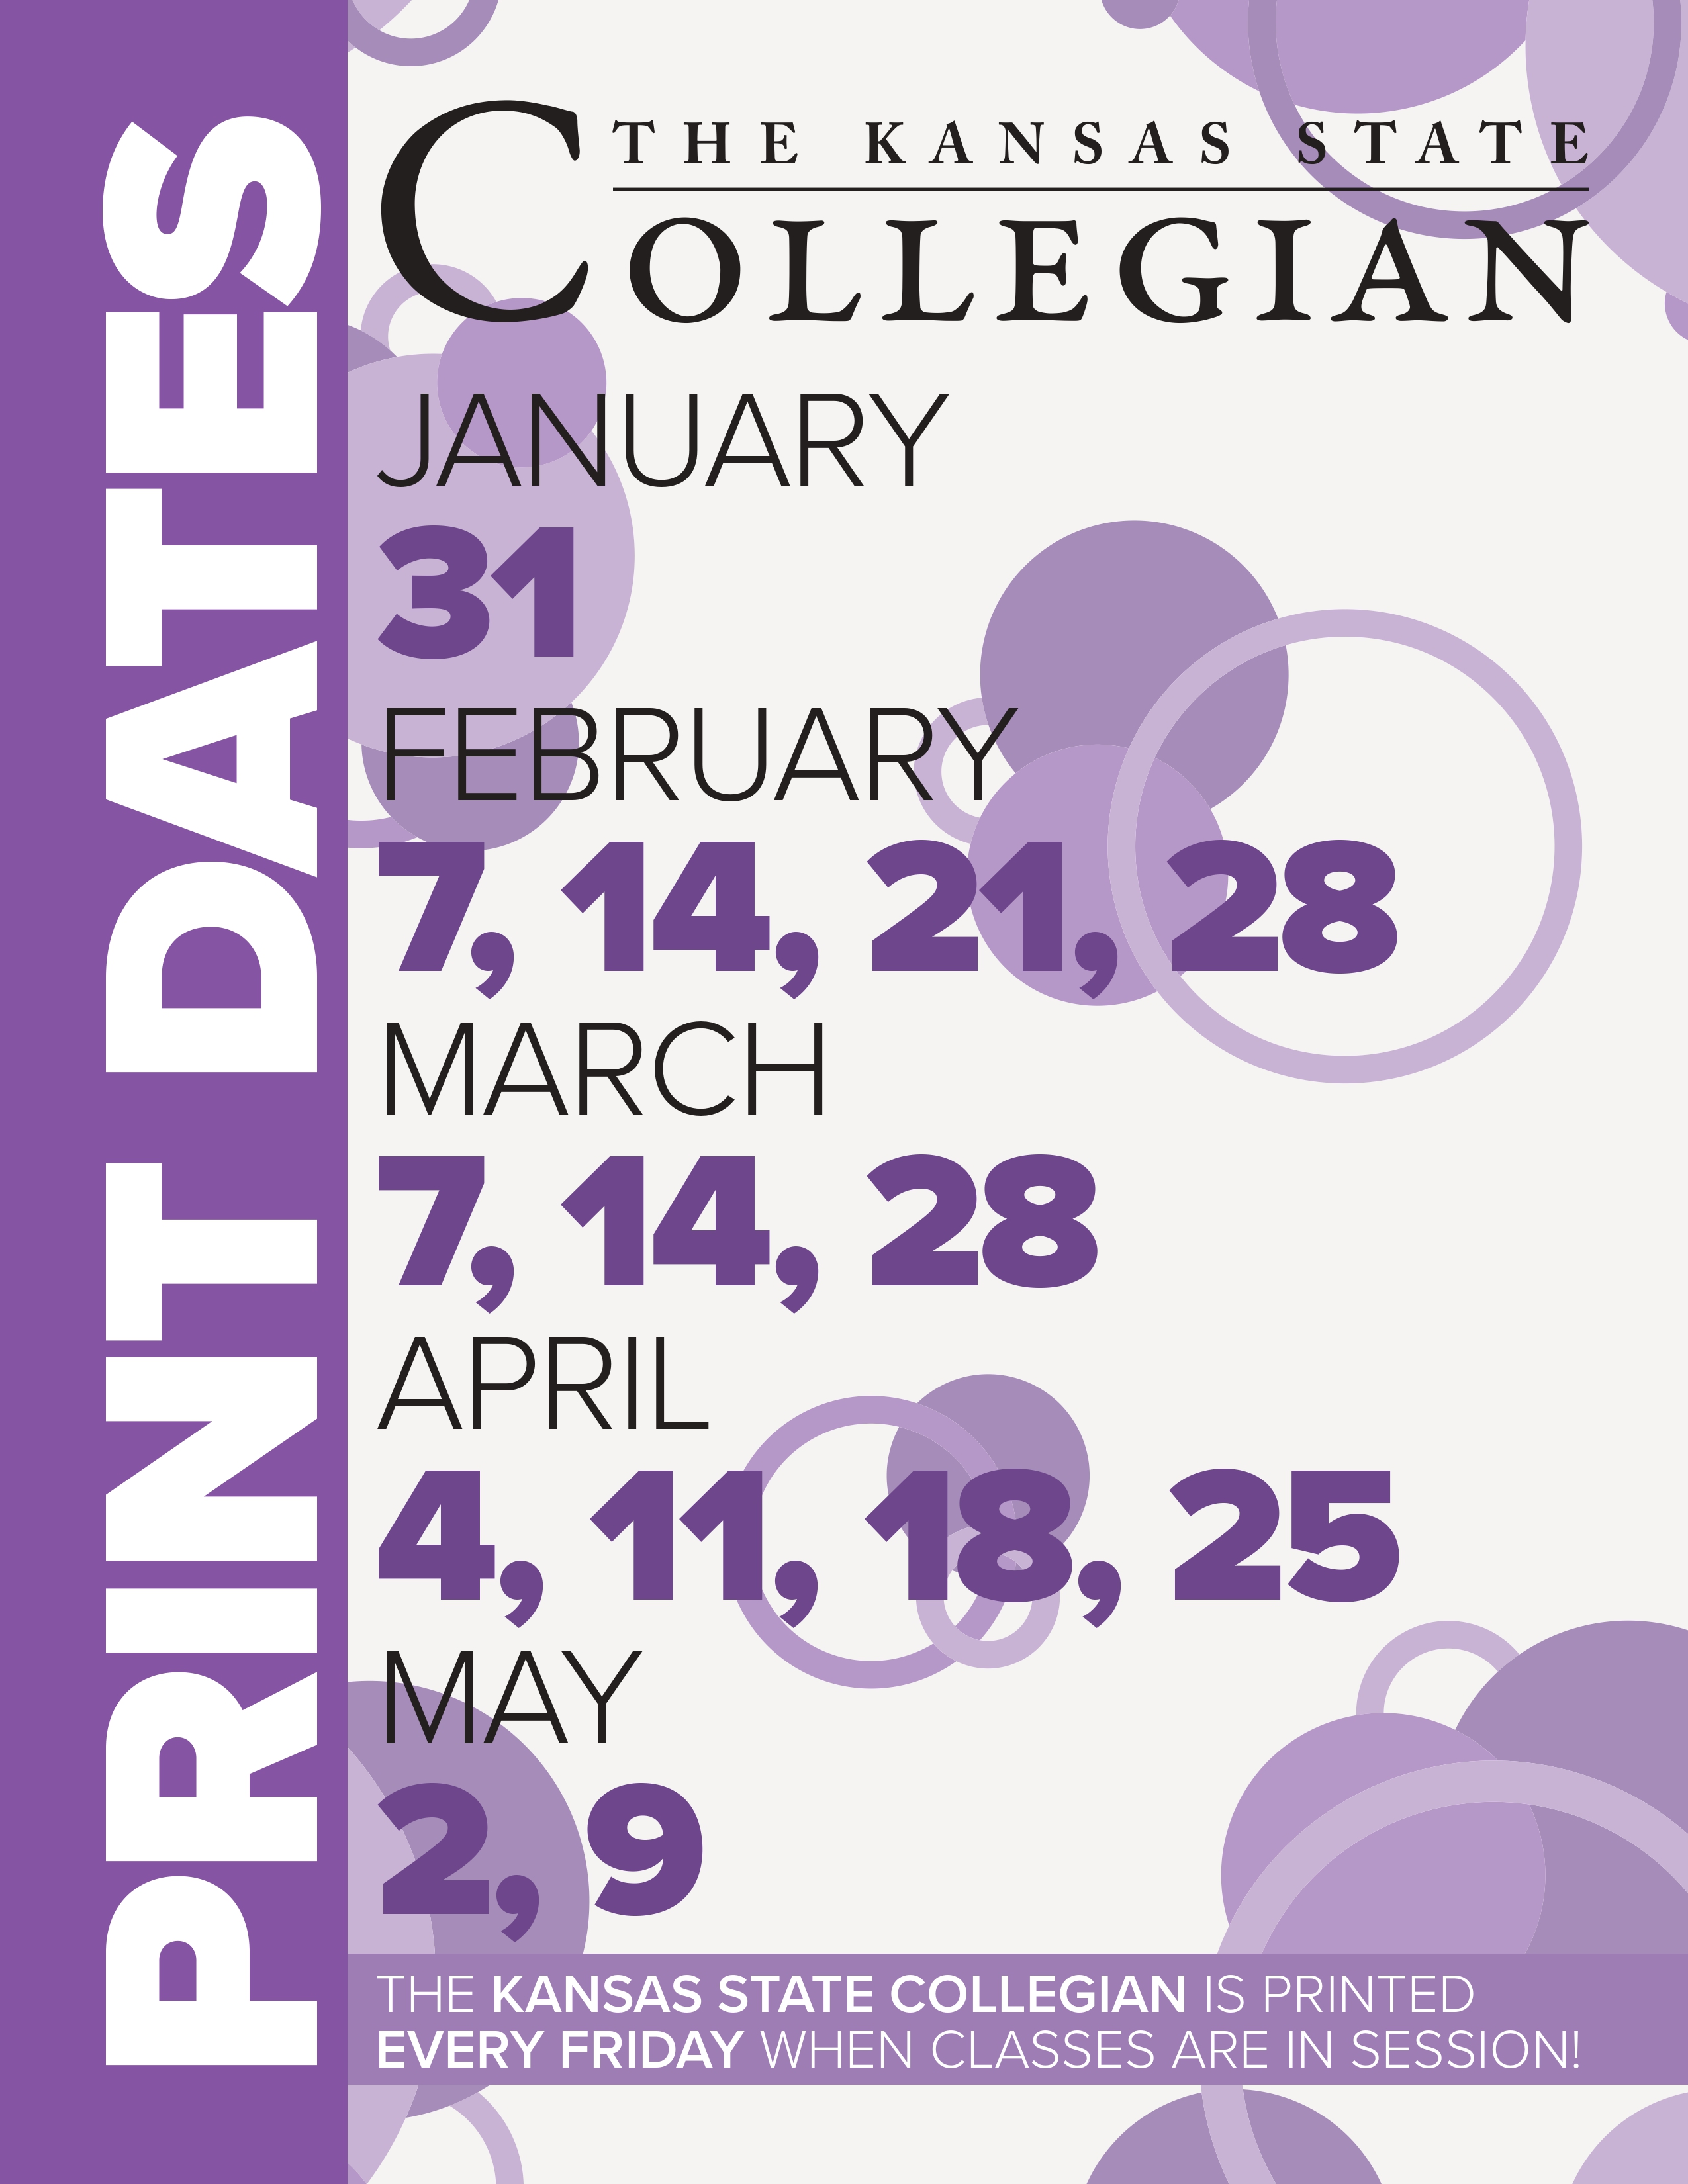 PRINT DATES
THE KANSAS STATE
COLLEGIAN
JANUARY
31
FEBRUARY
7, 14, 21, 28
MARCH
7, 14, 28
APRIL
4, 11, 18, 25
MAY
2, 9
THE KANSAS STATE COLLEGIAN IS PRINTED
EVERY FRIDAY WHEN CLASSES ARE IN SESSION!